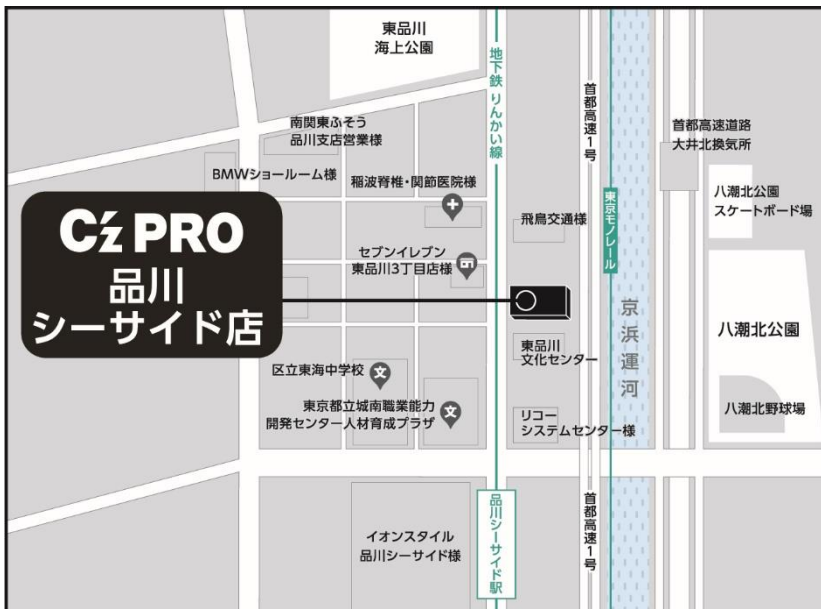 東品川
海上公園
地下鉄 りんかい線
首都高速1号
南関東ふそう
品川支店営業様
首都高速道路
大井北換気所
BMWショールーム様
稲波脊椎・関節医院様
八潮北公園
スケートボード場
飛鳥交通様
東京モノレール
C'z PRO
品川
シーサイド店
セブンイレブン
東品川3丁目店様
京浜運河
八潮北公園
東品川
文化センター
区立東海中学校
文
東京都立城南職業能力
開発センター人材育成プラザ
文
リコー
システムセンター様
八潮北野球場
イオンスタイル
品川シーサイド様
品川シーサイド駅
首都高速1号